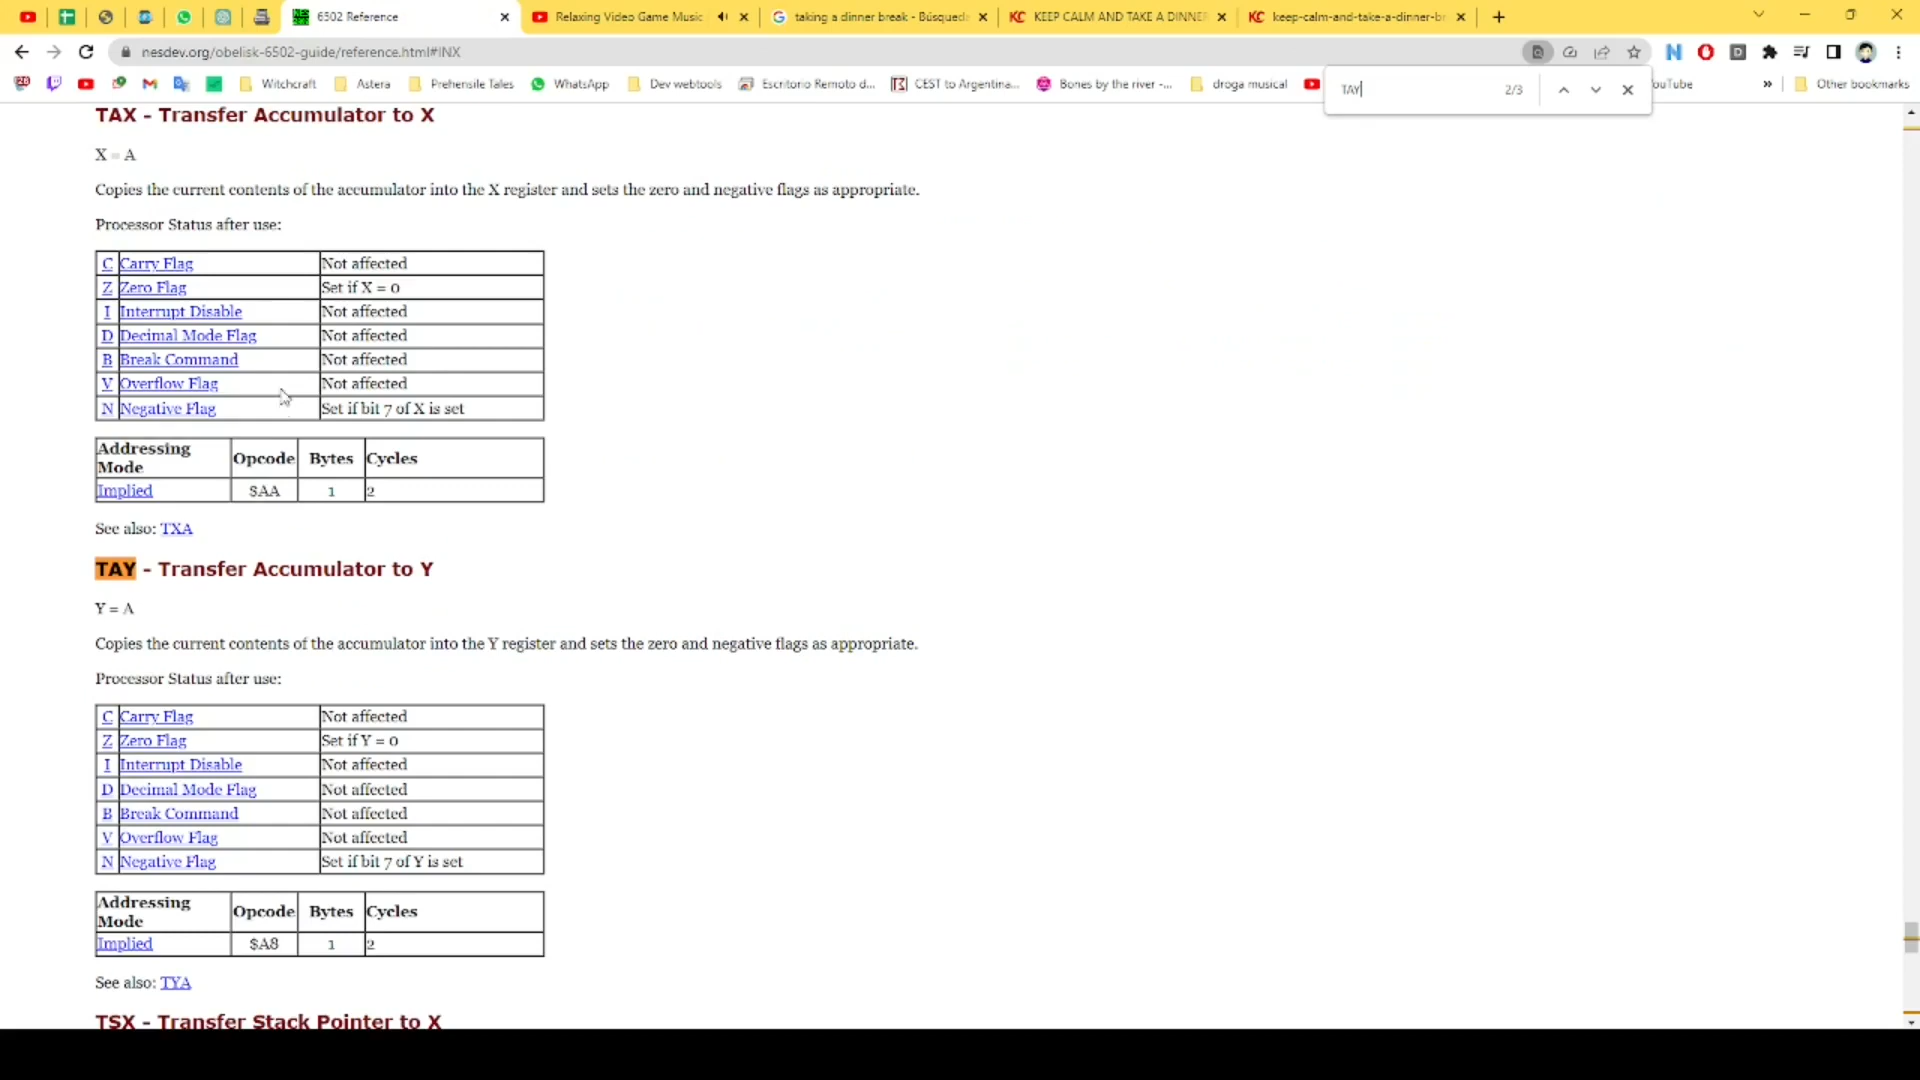 6502 Reference
Relaxing Video Game Music
taking a dinner break - Búsqued
KEEP CALM AND TAKE A DINNER
keep-calm-and-take-a-dinner-br
nesdev.org/obelisk-6502-guide/reference.html#INX
Witchcraft
Astera
Prehensile Tales
WhatsApp
Dev webtools
Escritorio Remoto d...
CEST to Argentina...
Bones by the river -...
droga musical
YouTube
»
Other bookmarks
TAY
2/3
TAX - Transfer Accumulator to X
X = A
Copies the current contents of the accumulator into the X register and sets the zero and negative flags as appropriate.
Processor Status after use:
C Carry Flag Not affected
Z Zero Flag Set if X = 0
I Interrupt Disable Not affected
D Decimal Mode Flag Not affected
B Break Command Not affected
V Overflow Flag Not affected
N Negative Flag Set if bit 7 of X is set
Addressing Mode Opcode Bytes Cycles
Implied $AA 1 2
See also: TXA
TAY - Transfer Accumulator to Y
Y = A
Copies the current contents of the accumulator into the Y register and sets the zero and negative flags as appropriate.
Processor Status after use:
C Carry Flag Not affected
Z Zero Flag Set if Y = 0
I Interrupt Disable Not affected
D Decimal Mode Flag Not affected
B Break Command Not affected
V Overflow Flag Not affected
N Negative Flag Set if bit 7 of Y is set
Addressing Mode Opcode Bytes Cycles
Implied $A8 1 2
See also: TYA
TSX - Transfer Stack Pointer to X